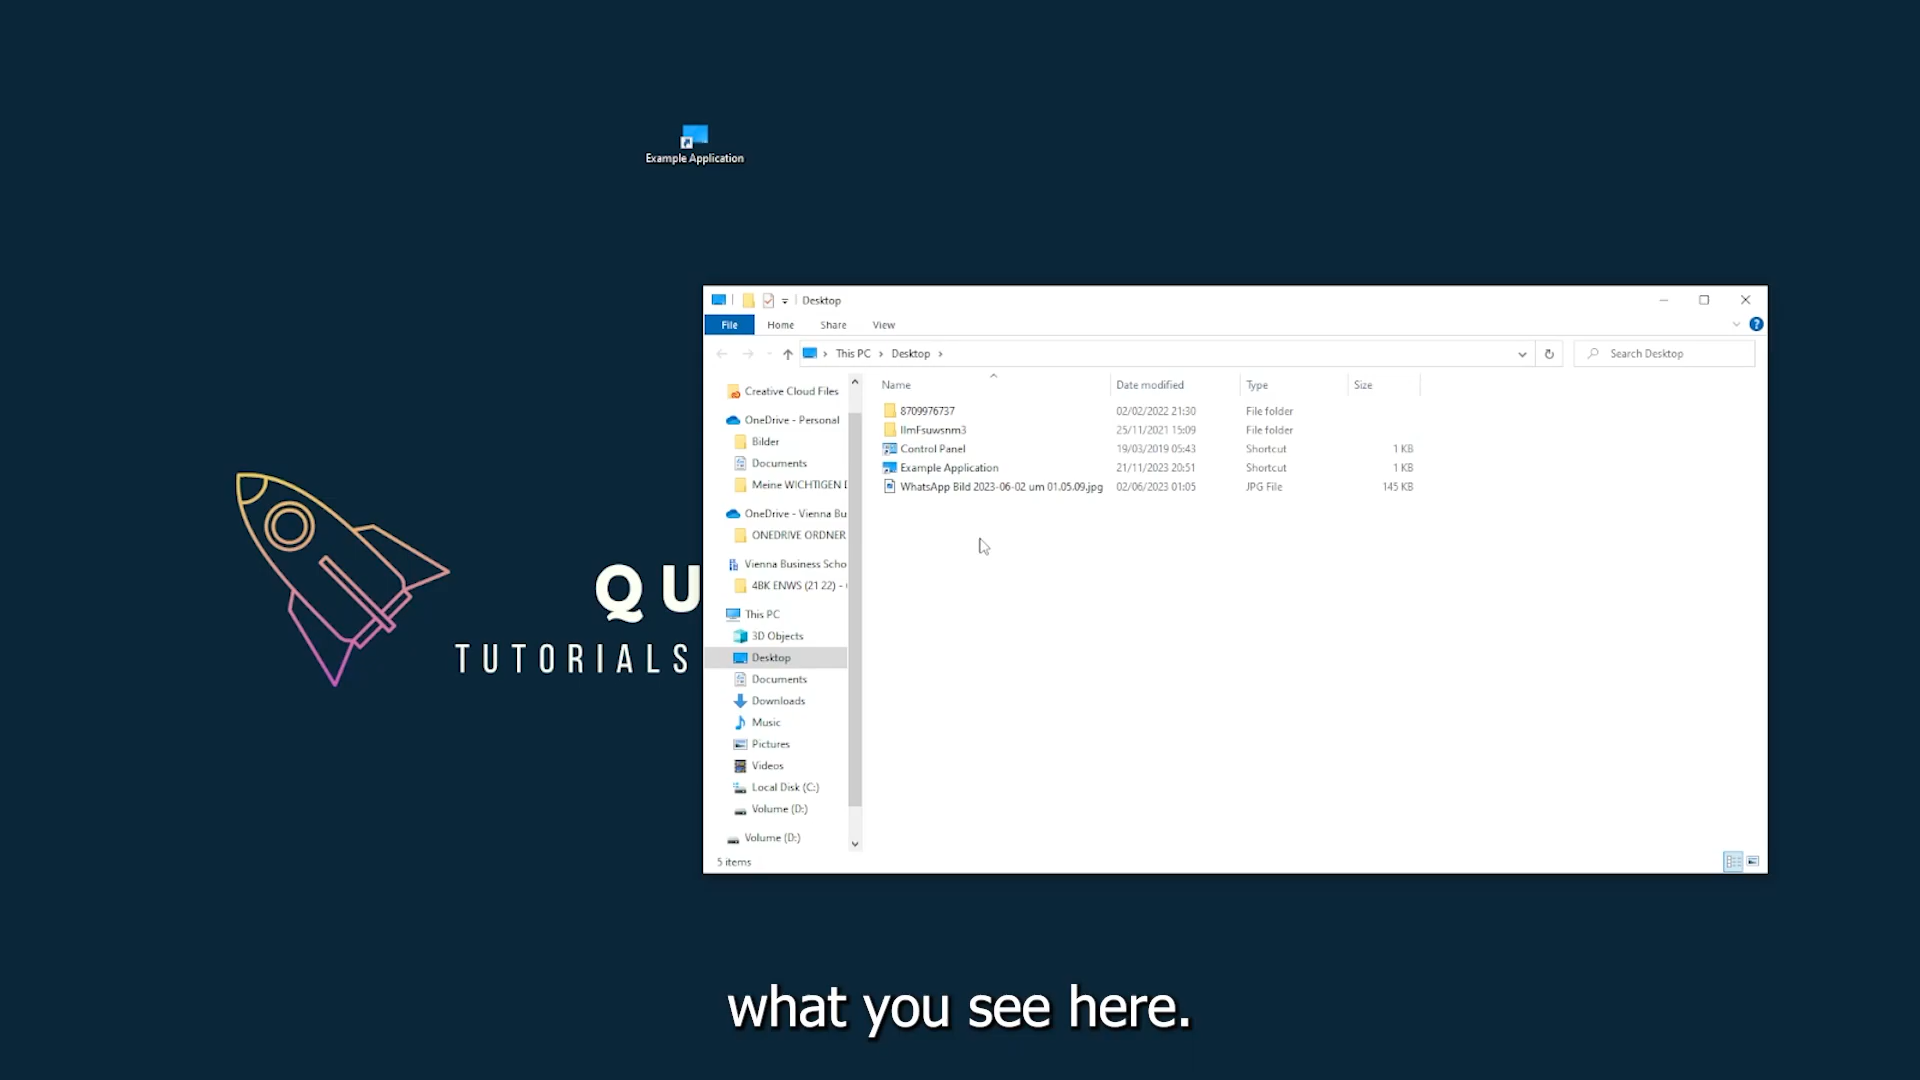 Example Application
QU
TUTORIALS
Desktop
File Home Share View
This PC Desktop
Search Desktop
Name Date modified Type Size
8709976737 02/02/2022 21:30 File folder
IlmFsuwsnm3 25/11/2021 15:09 File folder
Control Panel 19/03/2019 05:43 Shortcut 1 KB
Example Application 21/11/2023 20:51 Shortcut 1 KB
WhatsApp Bild 2023-06-02 um 01.05.09.jpg 02/06/2023 01:05 JPG File 145 KB
Creative Cloud Files
OneDrive - Personal
Bilder
Documents
Meine WICHTIGEN
OneDrive - Vienna Bu
ONEDRIVE ORDNER
Vienna Business Scho
4BK ENWS (21 22) -
This PC
3D Objects
Desktop
Documents
Downloads
Music
Pictures
Videos
Local Disk (C:)
Volume (D:)
Volume (D:)
5 items
what you see here.